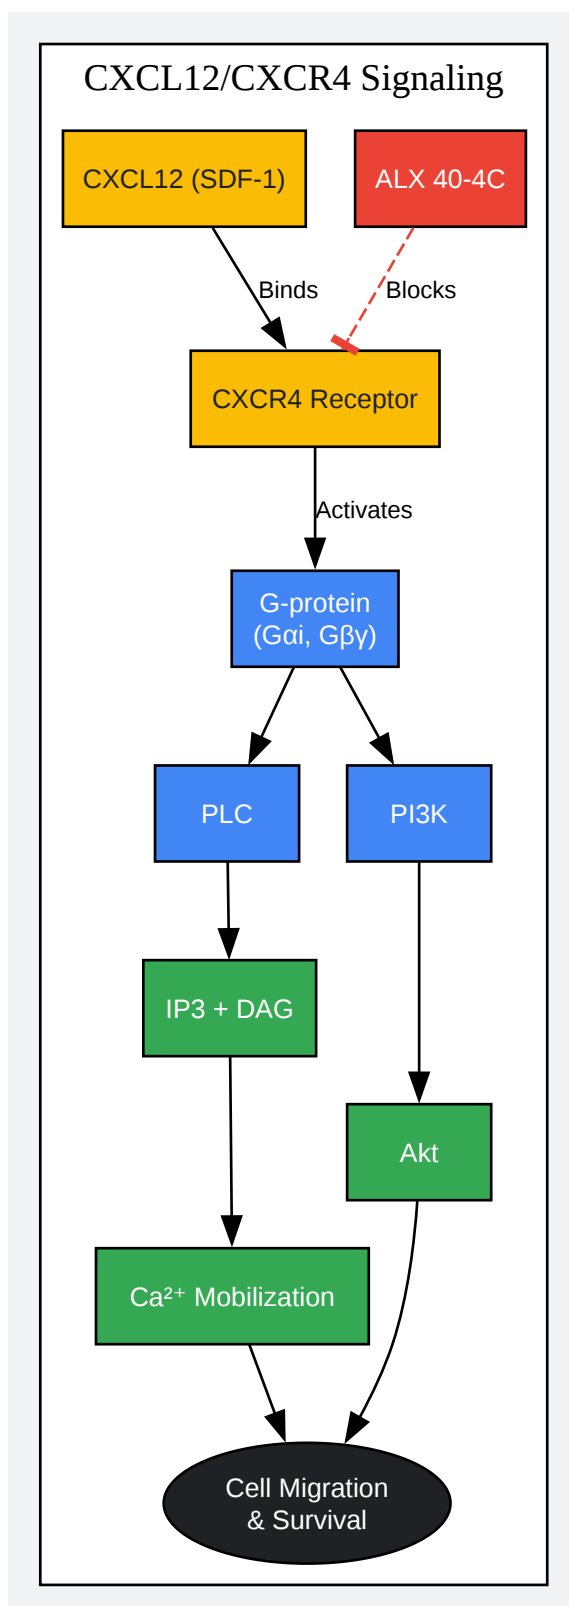 CXCL12/CXCR4 Signaling
CXCL12 (SDF-1)
ALX 40-4C
Binds
Blocks
CXCR4 Receptor
Activates
G-protein
(Gαi, Gβγ)
PLC
PI3K
IP3 + DAG
Akt
Ca²⁺ Mobilization
Cell Migration
& Survival